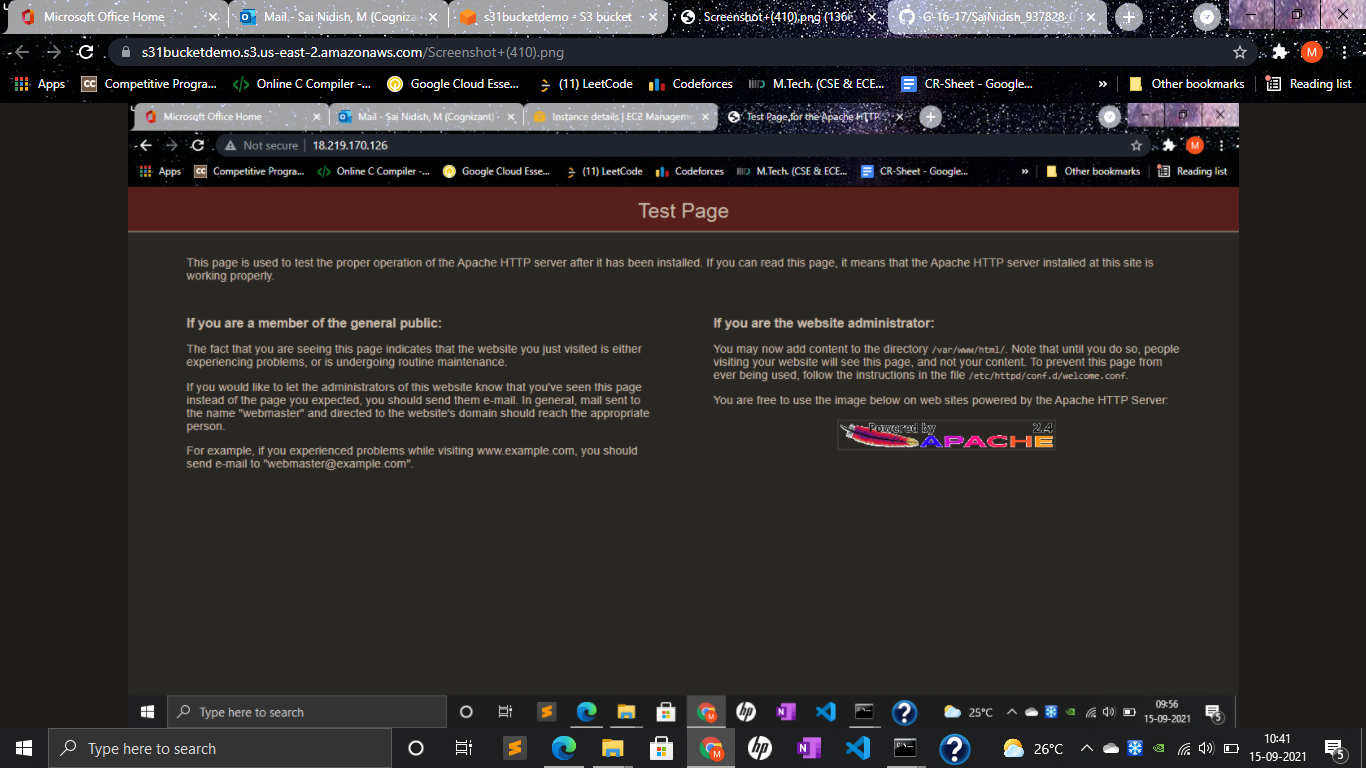 Microsoft Office Home
Mail - Sai Nidish, M (Cogniza
s31bucketdemo - S3 bucket
Screenshot+(410).png (136
G-16-17/SaiNidish_937828-
M
s31bucketdemo.s3.us-east-2.amazonaws.com/Screenshot+(410).png
Apps
CC
Competitive Progra...
Online C Compiler -...
Google Cloud Esse...
(11) LeetCode
Codeforces
M.Tech. (CSE & ECE...
CR-Sheet - Google...
»
Other bookmarks
Reading list
Microsoft Office Home
Mail - Sai Nidish, M (Cognizant)
Instance details | EC2 Managem
Test Page for the Apache HTTP
Not secure
18.219.170.126
M
Apps
CC
Competitive Progra...
Online C Compiler -...
Google Cloud Esse...
(11) LeetCode
Codeforces
M.Tech. (CSE & ECE...
CR-Sheet - Google...
»
Other bookmarks
Reading list
Test Page
This page is used to test the proper operation of the Apache HTTP server after it has been installed. If you can read this page, it means that the Apache HTTP server installed at this site is
working properly.
If you are a member of the general public:
The fact that you are seeing this page indicates that the website you just visited is either
experiencing problems, or is undergoing routine maintenance.
If you would like to let the administrators of this website know that you've seen this page
instead of the page you expected, you should send them e-mail. In general, mail sent to
the name "webmaster" and directed to the website's domain should reach the appropriate
person.
For example, if you experienced problems while visiting www.example.com, you should
send e-mail to "webmaster@example.com".
If you are the website administrator:
You may now add content to the directory /var/www/html/. Note that until you do so, people
visiting your website will see this page, and not your content. To prevent this page from
ever being used, follow the instructions in the file /etc/httpd/conf.d/welcome.conf.
You are free to use the image below on web sites powered by the Apache HTTP Server:
Powered by
2.4
APACHE
Type here to search
M
hp
N
?
25°C
09:56
15-09-2021
5
Type here to search
M
hp
N
?
26°C
10:41
15-09-2021
5